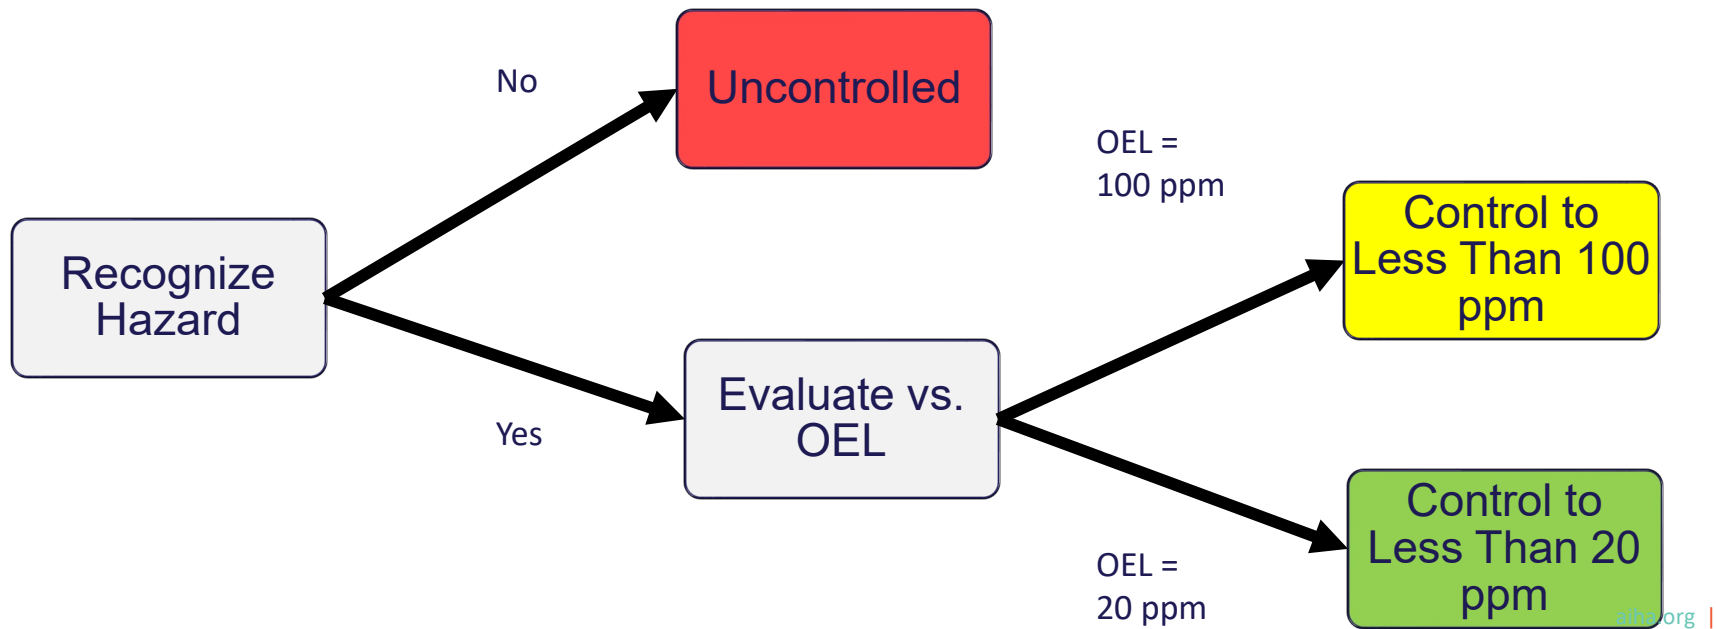 No
Uncontrolled
OEL =
100 ppm
Control to
Less Than 100
ppm
Recognize
Hazard
Yes
Evaluate vs.
OEL
OEL =
20 ppm
Control to
Less Than 20
ppm
aiha.org |